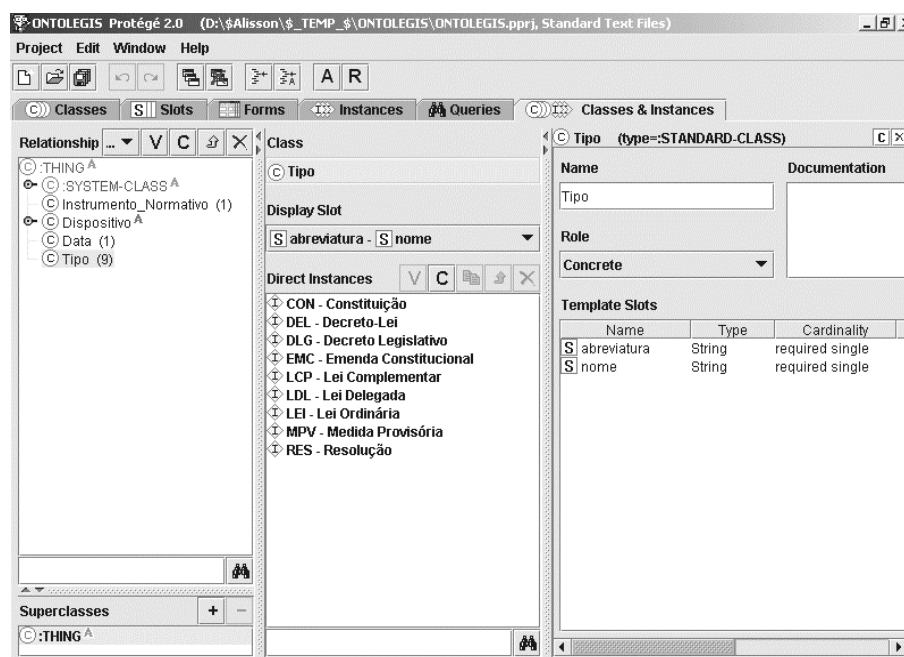 ONTOLEGIS Protégé 2.0 (D:\$Alisson\$_TEMP_$\ONTOLEGIS\ONTOLEGIS.pprj, Standard Text Files)
Project Edit Window Help
A R
C Classes S Slots Forms I Instances Queries C I Classes & Instances
Relationship ... V C
C :THING A
C :SYSTEM-CLASS A
C Instrumento_Normativo (1)
C Dispositivo A
C Data (1)
C Tipo (9)
Superclasses + −
C :THING A
Class
C Tipo
Display Slot
S abreviatura - S nome
Direct Instances V C
I CON - Constituição
I DEL - Decreto-Lei
I DLG - Decreto Legislativo
I EMC - Emenda Constitucional
I LCP - Lei Complementar
I LDL - Lei Delegada
I LEI - Lei Ordinária
I MPV - Medida Provisória
I RES - Resolução
C Tipo (type=:STANDARD-CLASS) C X
Name Documentation
Tipo
Role
Concrete
Template Slots
Name Type Cardinality
S abreviatura String required single
S nome String required single